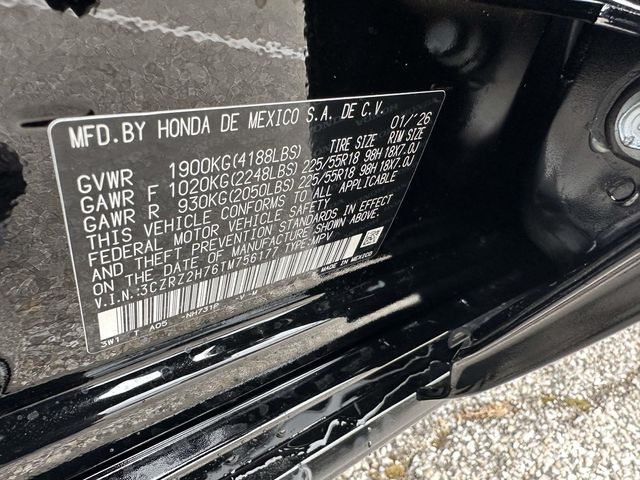 MFD.BY HONDA DE MEXICO S.A. DE C.V. 01/'26
TIRE SIZE RIM SIZE
GVWR 1900KG(4188LBS)
GAWR F 1020KG(2248LBS) 225/55R18 98H 18X7.0J
GAWR R 930KG(2050LBS) 225/55R18 98H 18X7.0J
THIS VEHICLE CONFORMS TO ALL APPLICABLE
FEDERAL MOTOR VEHICLE SAFETY
THEFT PREVENTION STANDARDS IN EFFECT
ON THE DATE OF MANUFACTURE SHOWN ABOVE.
V.I.N.:3CZRZ2H76TM756177 TYPE:MPV
MADE IN MEXICO
3W1 T A05 -NH731P V-M